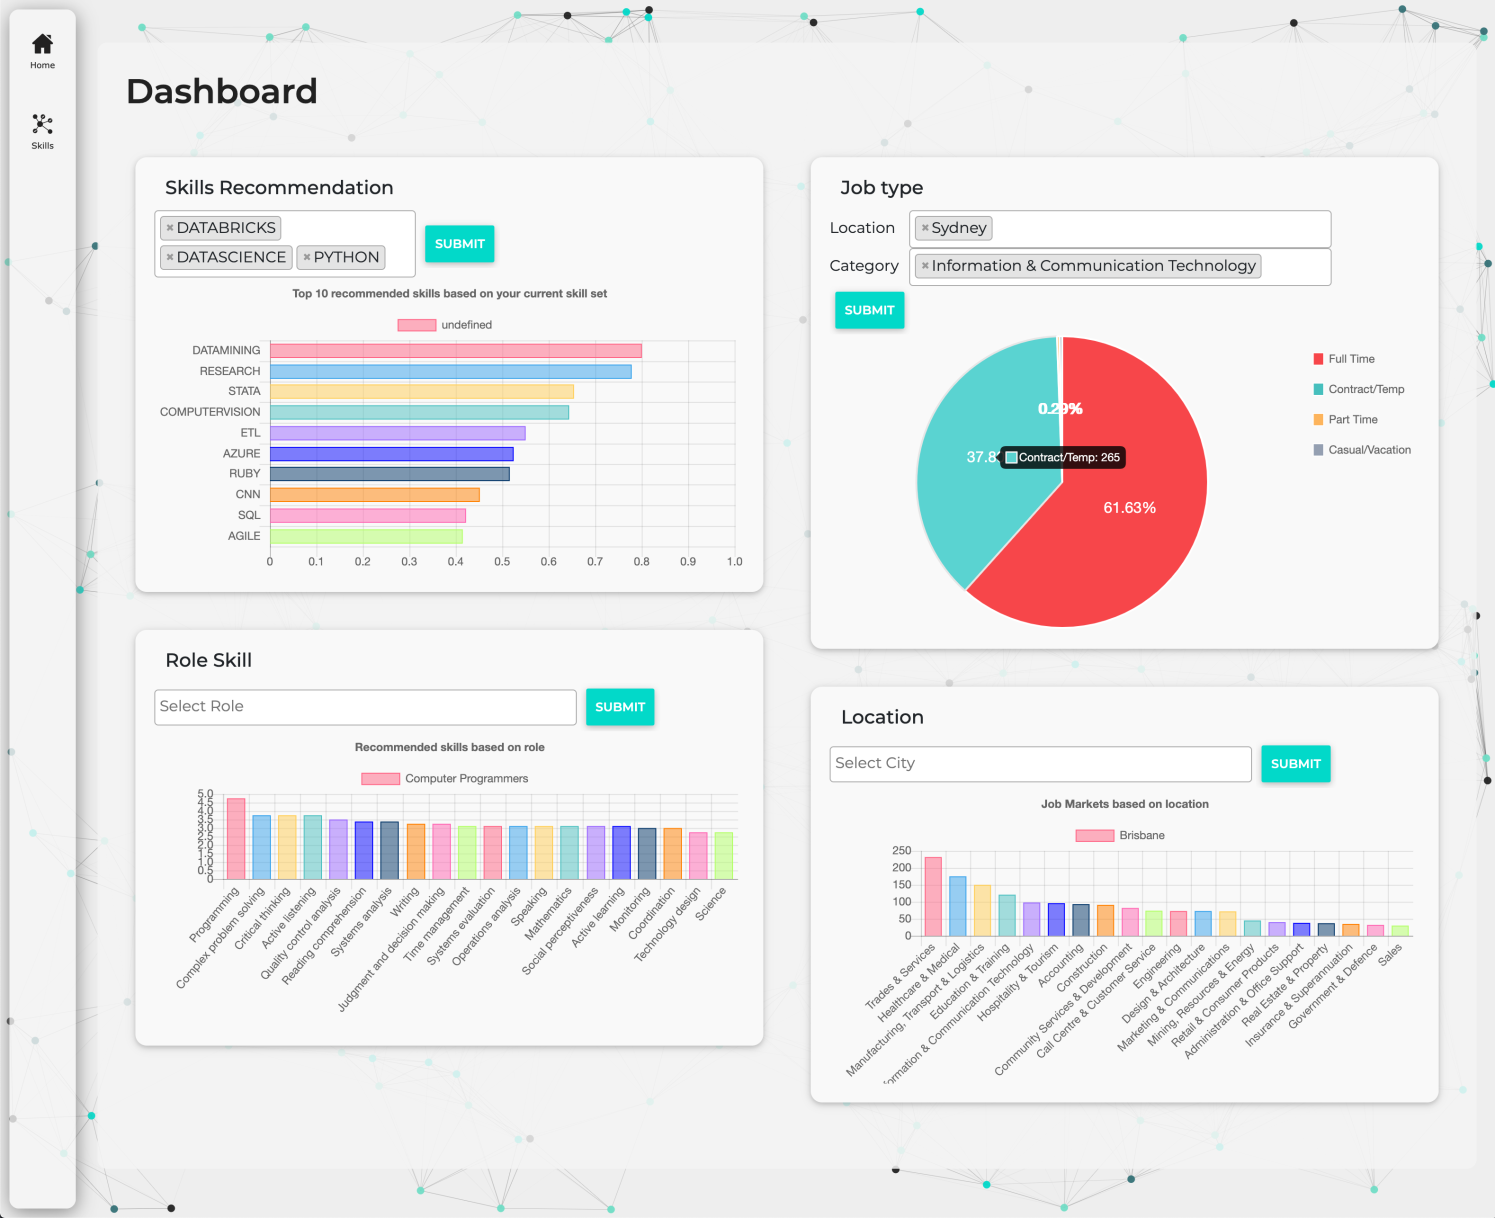 Home
Skills
Dashboard
Skills Recommendation
× DATABRICKS
× DATASCIENCE × PYTHON
SUBMIT
Top 10 recommended skills based on your current skill set
undefined
DATAMINING
RESEARCH
STATA
COMPUTERVISION
ETL
AZURE
RUBY
CNN
SQL
AGILE
0 0.1 0.2 0.3 0.4 0.5 0.6 0.7 0.8 0.9 1.0
Job type
Location × Sydney
Category × Information & Communication Technology
SUBMIT
Full Time
Contract/Temp
Part Time
Casual/Vacation
Contract/Temp: 265
61.63%
Role Skill
Select Role
SUBMIT
Recommended skills based on role
Computer Programmers
5.0
4.5
4.0
3.5
3.0
2.5
2.0
1.5
1.0
0.5
0
Programming
Complex problem solving
Critical thinking
Active listening
Quality control analysis
Reading comprehension
Systems analysis
Writing
Judgment and decision making
Time management
Systems evaluation
Operations analysis
Speaking
Mathematics
Social perceptiveness
Active learning
Monitoring
Coordination
Technology design
Science
Location
Select City
SUBMIT
Job Markets based on location
Brisbane
250
200
150
100
50
0
Trades & Services
Healthcare & Medical
Manufacturing, Transport & Logistics
Education & Training
& Communication Technology
Hospitality & Tourism
Accounting
Construction
Community Services & Development
Call Centre & Customer Service
Engineering
Design & Architecture
Marketing & Communications
Mining, Resources & Energy
Retail & Consumer Products
Administration & Office Support
Real Estate & Property
Insurance & Superannuation
Government & Defence
Sales